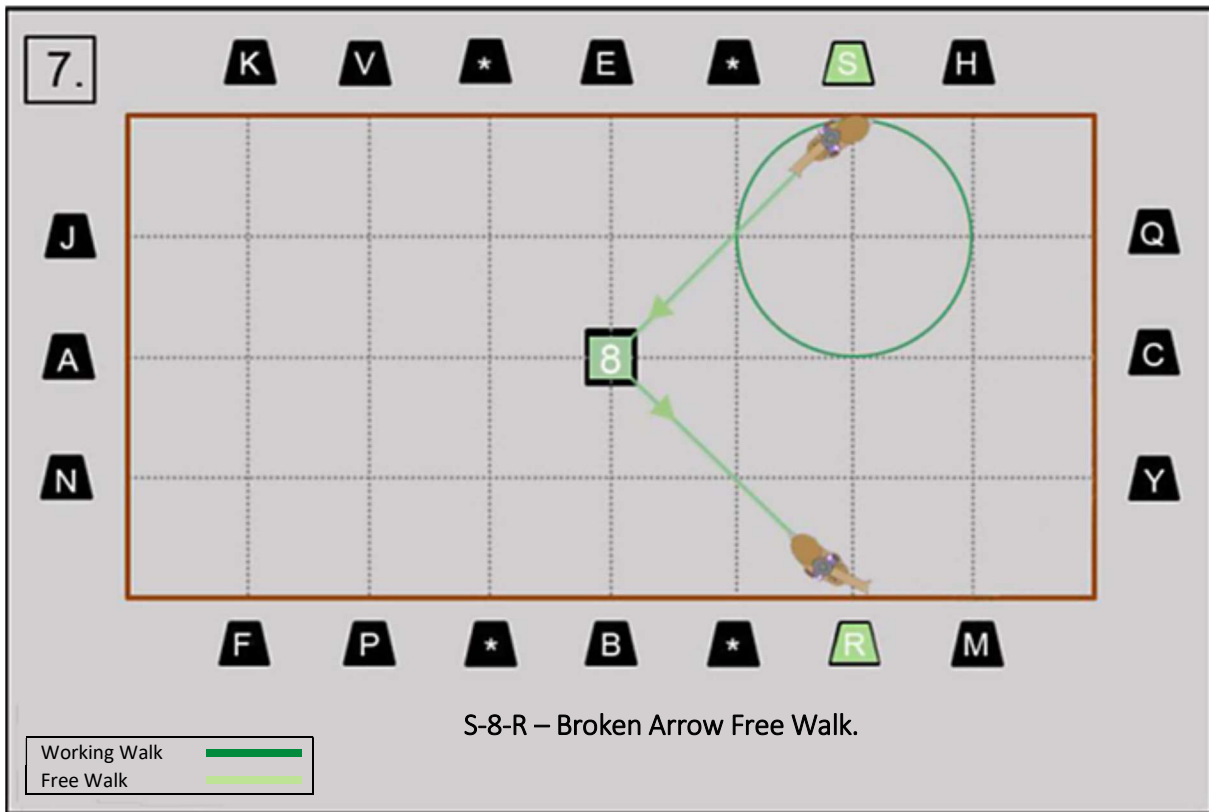 7.
K V * E * S H
J Q
8
A C
N Y
F P * B * R M
S-8-R – Broken Arrow Free Walk.
Working Walk
Free Walk